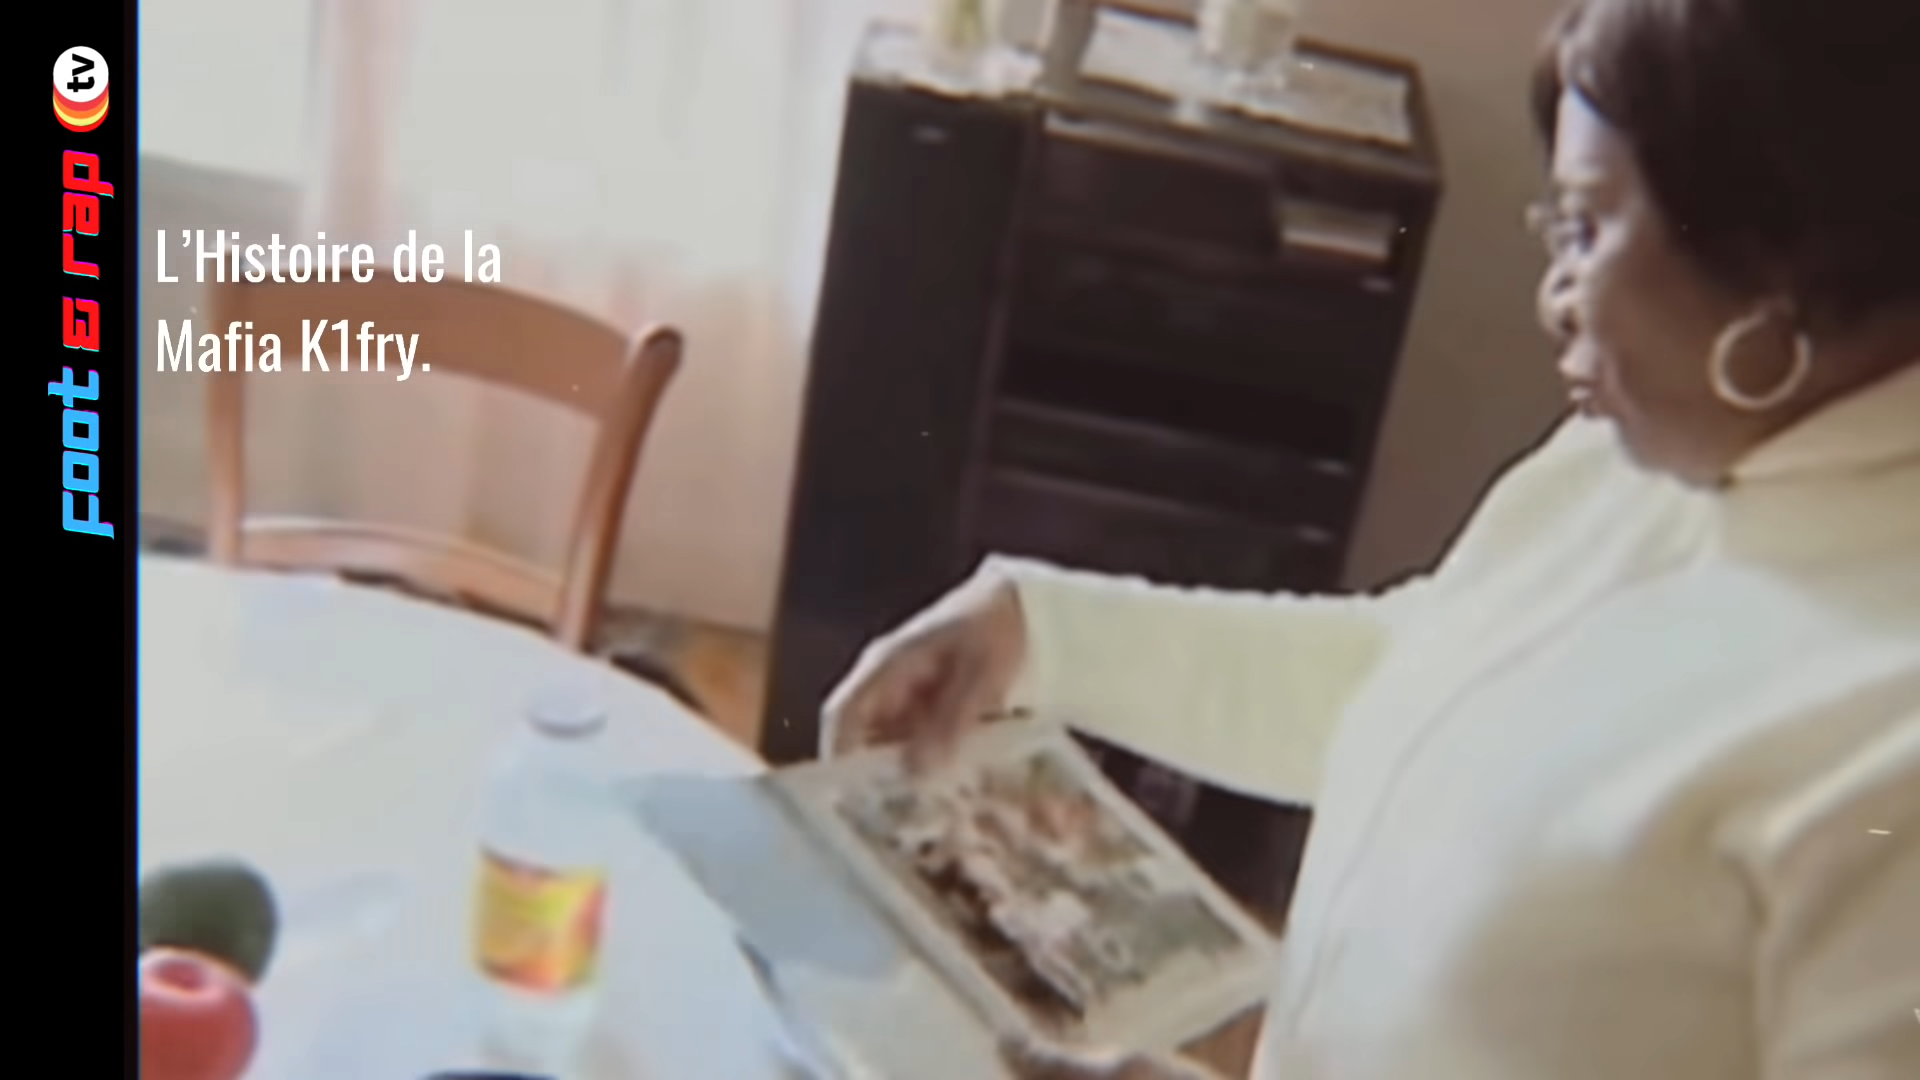 foot & rap tv
L’Histoire de la
Mafia K1fry.